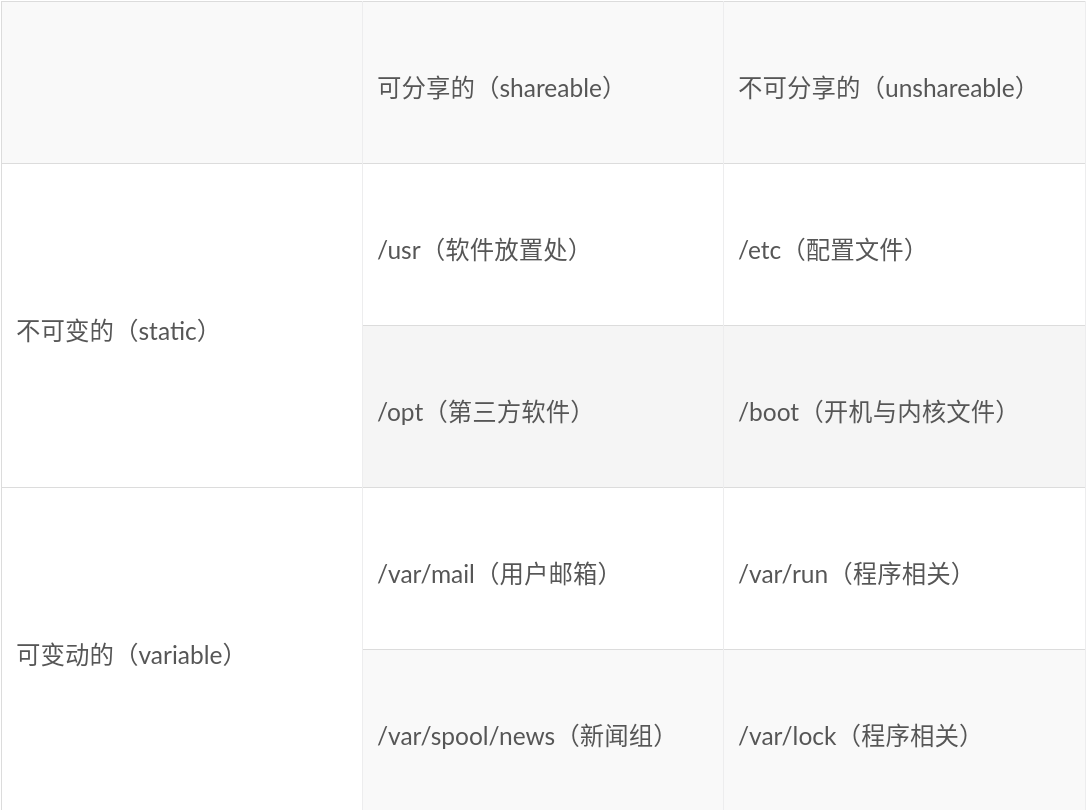 可分享的（shareable）
不可分享的（unshareable）
不可变的（static）
/usr（软件放置处）
/etc（配置文件）
/opt（第三方软件）
/boot（开机与内核文件）
可变动的（variable）
/var/mail（用户邮箱）
/var/run（程序相关）
/var/spool/news（新闻组）
/var/lock（程序相关）